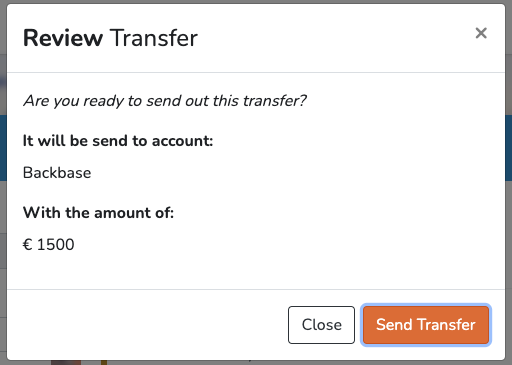 Review Transfer
×
Are you ready to send out this transfer?
It will be send to account:
Backbase
With the amount of:
€ 1500
Close
Send Transfer